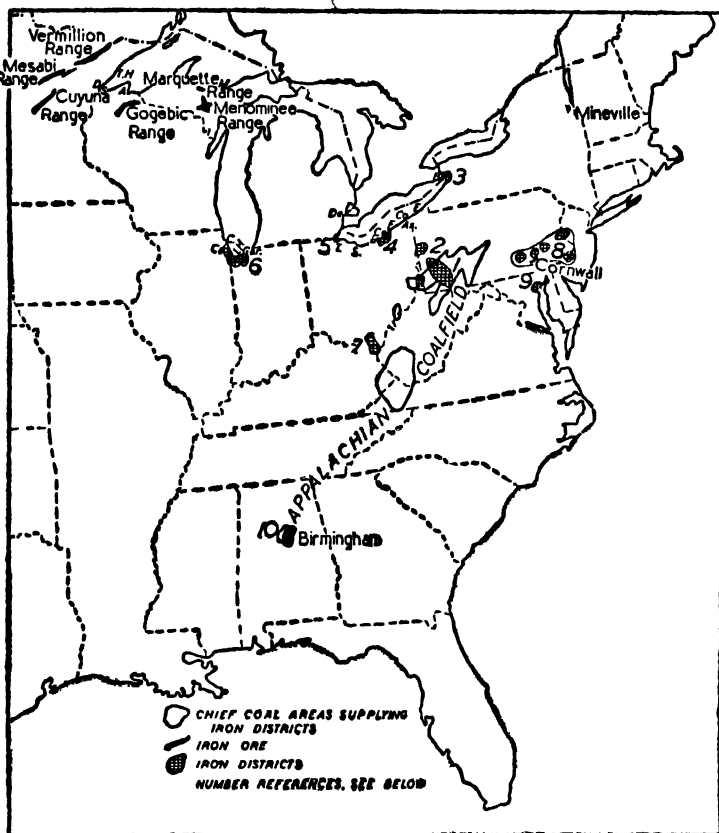 Vermillion
Range
Mesabi
Range
Cuyuna
Range
T.H
Marquette
Range
Gogebic
Range
Menominee
Range
Mineville
3
5
4
2
6
8
Cornwall
9
7
1
APPALACHIAN COALFIELD
10
Birmingham
CHIEF COAL AREAS SUPPLYING
IRON DISTRICTS
IRON ORE
IRON DISTRICTS
NUMBER REFERENCES, SEE BELOW